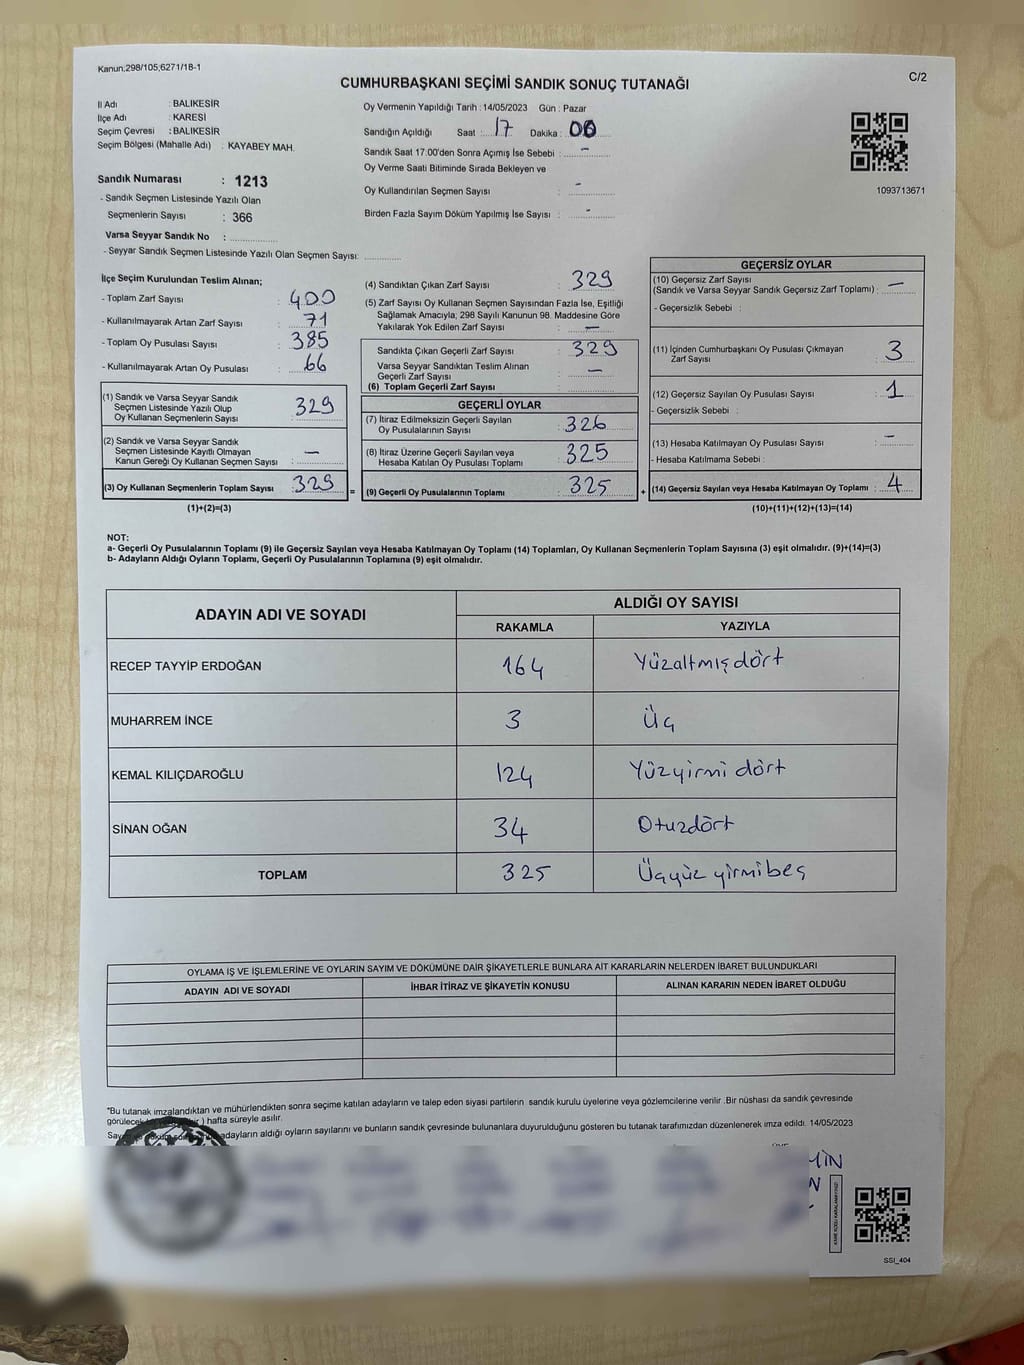 Kanun:298/105;6271/18-1
C/2
CUMHURBAŞKANI SEÇİMİ SANDIK SONUÇ TUTANAĞI
İl Adı : BALIKESİR
İlçe Adı : KARESİ
Seçim Çevresi : BALIKESİR
Seçim Bölgesi (Mahalle Adı) : KAYABEY MAH.
Sandık Numarası : 1213
- Sandık Seçmen Listesinde Yazılı Olan
Seçmenlerin Sayısı : 366
Varsa Seyyar Sandık No :
- Seyyar Sandık Seçmen Listesinde Yazılı Olan Seçmen Sayısı:
Oy Vermenin Yapıldığı Tarih : 14/05/2023 Gün : Pazar
Sandığın Açıldığı Saat : 17 Dakika : 00
Sandık Saat 17.00'den Sonra Açımış İse Sebebi : -
Oy Verme Saati Bitiminde Sırada Bekleyen ve
Oy Kullandırılan Seçmen Sayısı : -
Birden Fazla Sayım Döküm Yapılmış İse Sayısı : -
1093713671
İlçe Seçim Kurulundan Teslim Alınan;
- Toplam Zarf Sayısı : 400
- Kullanılmayarak Artan Zarf Sayısı : 71
- Toplam Oy Pusulası Sayısı : 385
- Kullanılmayarak Artan Oy Pusulası : 66
(1) Sandık ve Varsa Seyyar Sandık
Seçmen Listesinde Yazılı Olup
Oy Kullanan Seçmenlerin Sayısı : 329
(2) Sandık ve Varsa Seyyar Sandık
Seçmen Listesinde Kayıtlı Olmayan
Kanun Gereği Oy Kullanan Seçmen Sayısı : —
(3) Oy Kullanan Seçmenlerin Toplam Sayısı : 329
(1)+(2)=(3)
(4) Sandıktan Çıkan Zarf Sayısı : 329
(5) Zarf Sayısı Oy Kullanan Seçmen Sayısından Fazla İse, Eşitliği
Sağlamak Amacıyla; 298 Sayılı Kanunun 98. Maddesine Göre
Yakılarak Yok Edilen Zarf Sayısı : —
Sandıkta Çıkan Geçerli Zarf Sayısı : 329
Varsa Seyyar Sandıktan Teslim Alınan
Geçerli Zarf Sayısı : —
(6) Toplam Geçerli Zarf Sayısı :
= GEÇERLİ OYLAR
(7) İtiraz Edilmeksizin Geçerli Sayılan
Oy Pusulalarının Sayısı : 326
(8) İtiraz Üzerine Geçerli Sayılan veya
Hesaba Katılan Oy Pusulası Toplamı : 325
(9) Geçerli Oy Pusulalarının Toplamı : 325
+
GEÇERSİZ OYLAR
(10) Geçersiz Zarf Sayısı
(Sandık ve Varsa Seyyar Sandık Geçersiz Zarf Toplamı) : —
- Geçersizlik Sebebi :
(11) İçinden Cumhurbaşkanı Oy Pusulası Çıkmayan
Zarf Sayısı : 3
(12) Geçersiz Sayılan Oy Pusulası Sayısı : 1
- Geçersizlik Sebebi :
(13) Hesaba Katılmayan Oy Pusulası Sayısı : —
- Hesaba Katılmama Sebebi :
(14) Geçersiz Sayılan veya Hesaba Katılmayan Oy Toplamı : 4
(10)+(11)+(12)+(13)=(14)
NOT:
a- Geçerli Oy Pusulalarının Toplamı (9) ile Geçersiz Sayılan veya Hesaba Katılmayan Oy Toplamı (14) Toplamları, Oy Kullanan Seçmenlerin Toplam Sayısına (3) eşit olmalıdır. (9)+(14)=(3)
b- Adayların Aldığı Oyların Toplamı, Geçerli Oy Pusulalarının Toplamına (9) eşit olmalıdır.
ADAYIN ADI VE SOYADI ALDIĞI OY SAYISI
RAKAMLA YAZIYLA
RECEP TAYYİP ERDOĞAN 164 Yüzaltmışdört
MUHARREM İNCE 3 Üç
KEMAL KILIÇDAROĞLU 124 Yüzyirmi dört
SİNAN OĞAN 34 Otuzdört
TOPLAM 325 Üçyüz yirmibeş
OYLAMA İŞ VE İŞLEMLERİNE VE OYLARIN SAYIM VE DÖKÜMÜNE DAİR ŞİKAYETLERLE BUNLARA AİT KARARLARIN NELERDEN İBARET BULUNDUKLARI
ADAYIN ADI VE SOYADI İHBAR İTİRAZ VE ŞİKAYETİN KONUSU ALINAN KARARIN NEDEN İBARET OLDUĞU
"Bu tutanak imzalandıktan ve mühürlendikten sonra seçime katılan adayların ve talep eden siyasi partilerin sandık kurulu üyelerine veya gözlemcilerine verilir .Bir nüshası da sandık çevresinde
görülecek ) hafta süreyle asılır.
adayların aldığı oyların sayılarını ve bunların sandık çevresinde bulunanlara duyurulduğunu gösteren bu tutanak tarafımızdan düzenlenerek imza edildi. 14/05/2023
SSI_404